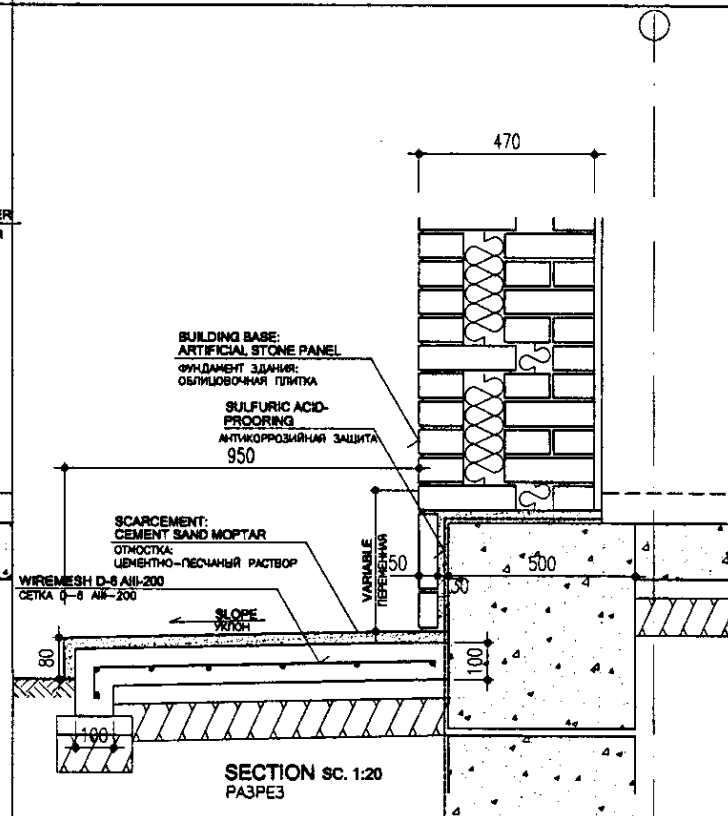 470
ER
BUILDING BASE:
ARTIFICIAL STONE PANEL
ФУНДАМЕНТ ЗДАНИЯ:
ОБЛИЦОВОЧНАЯ ПЛИТКА
SULFURIC ACID-
PROORING
АНТИКОРРОЗИЙНАЯ ЗАЩИТА
950
SCARCEMENT:
CEMENT SAND MOPTAR
ОТМОСТКА:
ЦЕМЕНТНО-ПЕСЧАНЫЙ РАСТВОР
VARIABLE
ПЕРЕМЕННАЯ
50
30
500
WIREMESH D-6 AIII-200
СЕТКА D-6 AIII-200
SLOPE
УКЛОН
80
100
100
SECTION SC. 1:20
РАЗРЕЗ